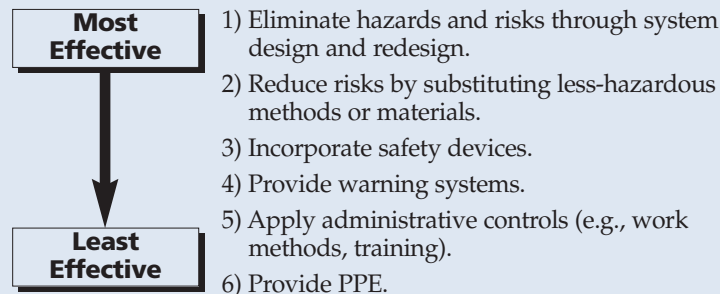 Most
Effective
1) Eliminate hazards and risks through system
design and redesign.
2) Reduce risks by substituting less-hazardous
methods or materials.
3) Incorporate safety devices.
4) Provide warning systems.
5) Apply administrative controls (e.g., work
methods, training).
Least
Effective
6) Provide PPE.